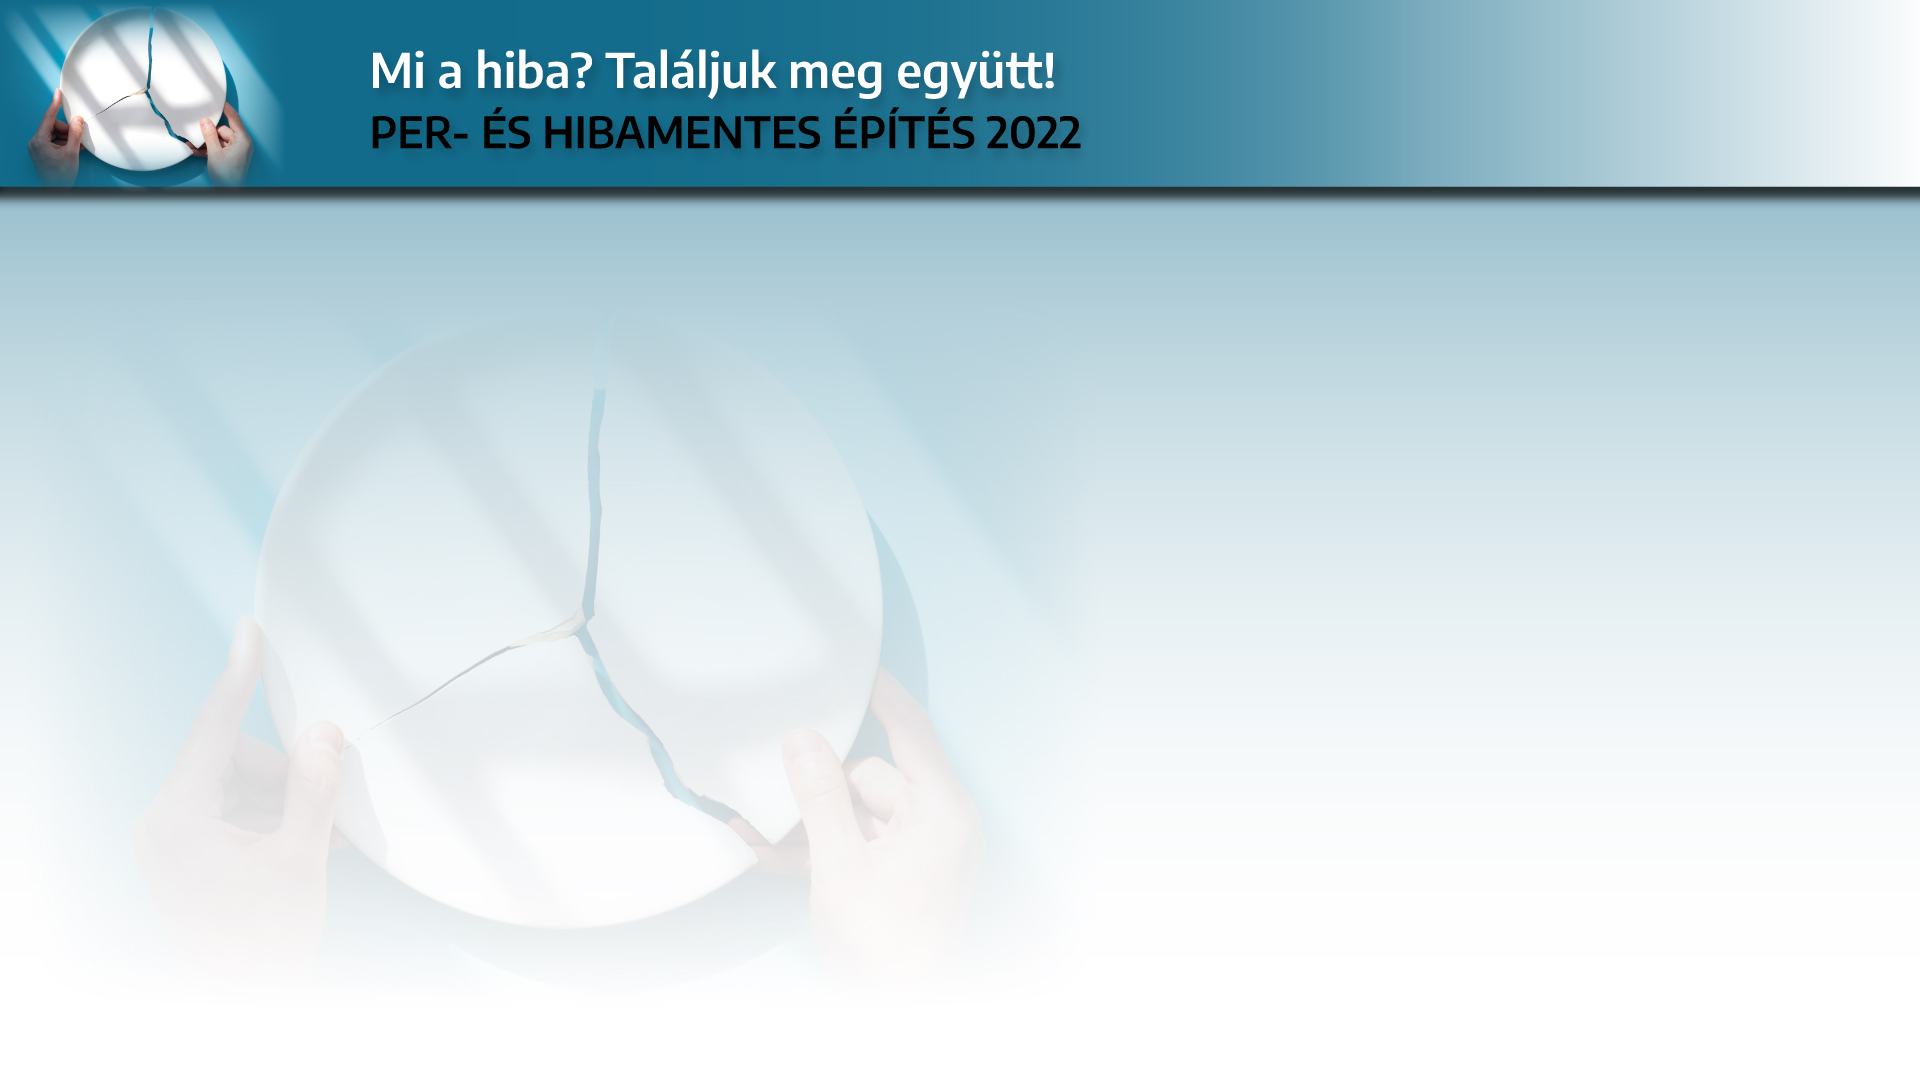 Mi a hiba? Találjuk meg együtt!
PER- ÉS HIBAMENTES ÉPÍTÉS 2022